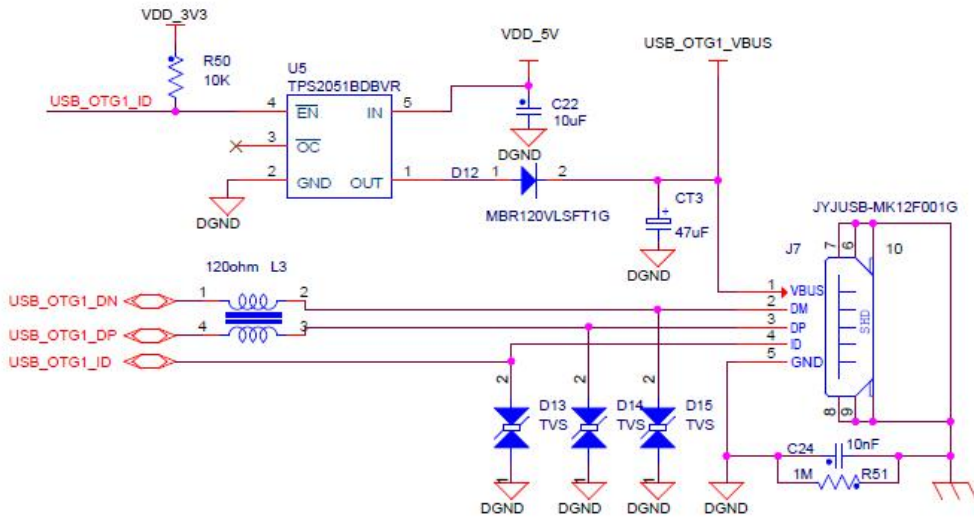 VDD_3V3
VDD_5V
USB_OTG1_VBUS
R50
10K
U5
TPS2051BDBVR
USB_OTG1_ID
4
EN
IN
5
C22
10uF
3
OC
DGND
2
GND
OUT
1
D12
1
2
DGND
MBR120VLSFT1G
CT3
+
47uF
JYJUSB-MK12F001G
DGND
J7
7
6
10
120ohm L3
USB_OTG1_DN
1
2
1
VBUS
2
DM
USB_OTG1_DP
4
3
3
DP
SHD
4
ID
USB_OTG1_ID
5
GND
2
2
2
8
9
D13
TVS
D14
TVS
D15
TVS
C24
10nF
1M
R51
1
1
1
DGND
DGND
DGND
DGND